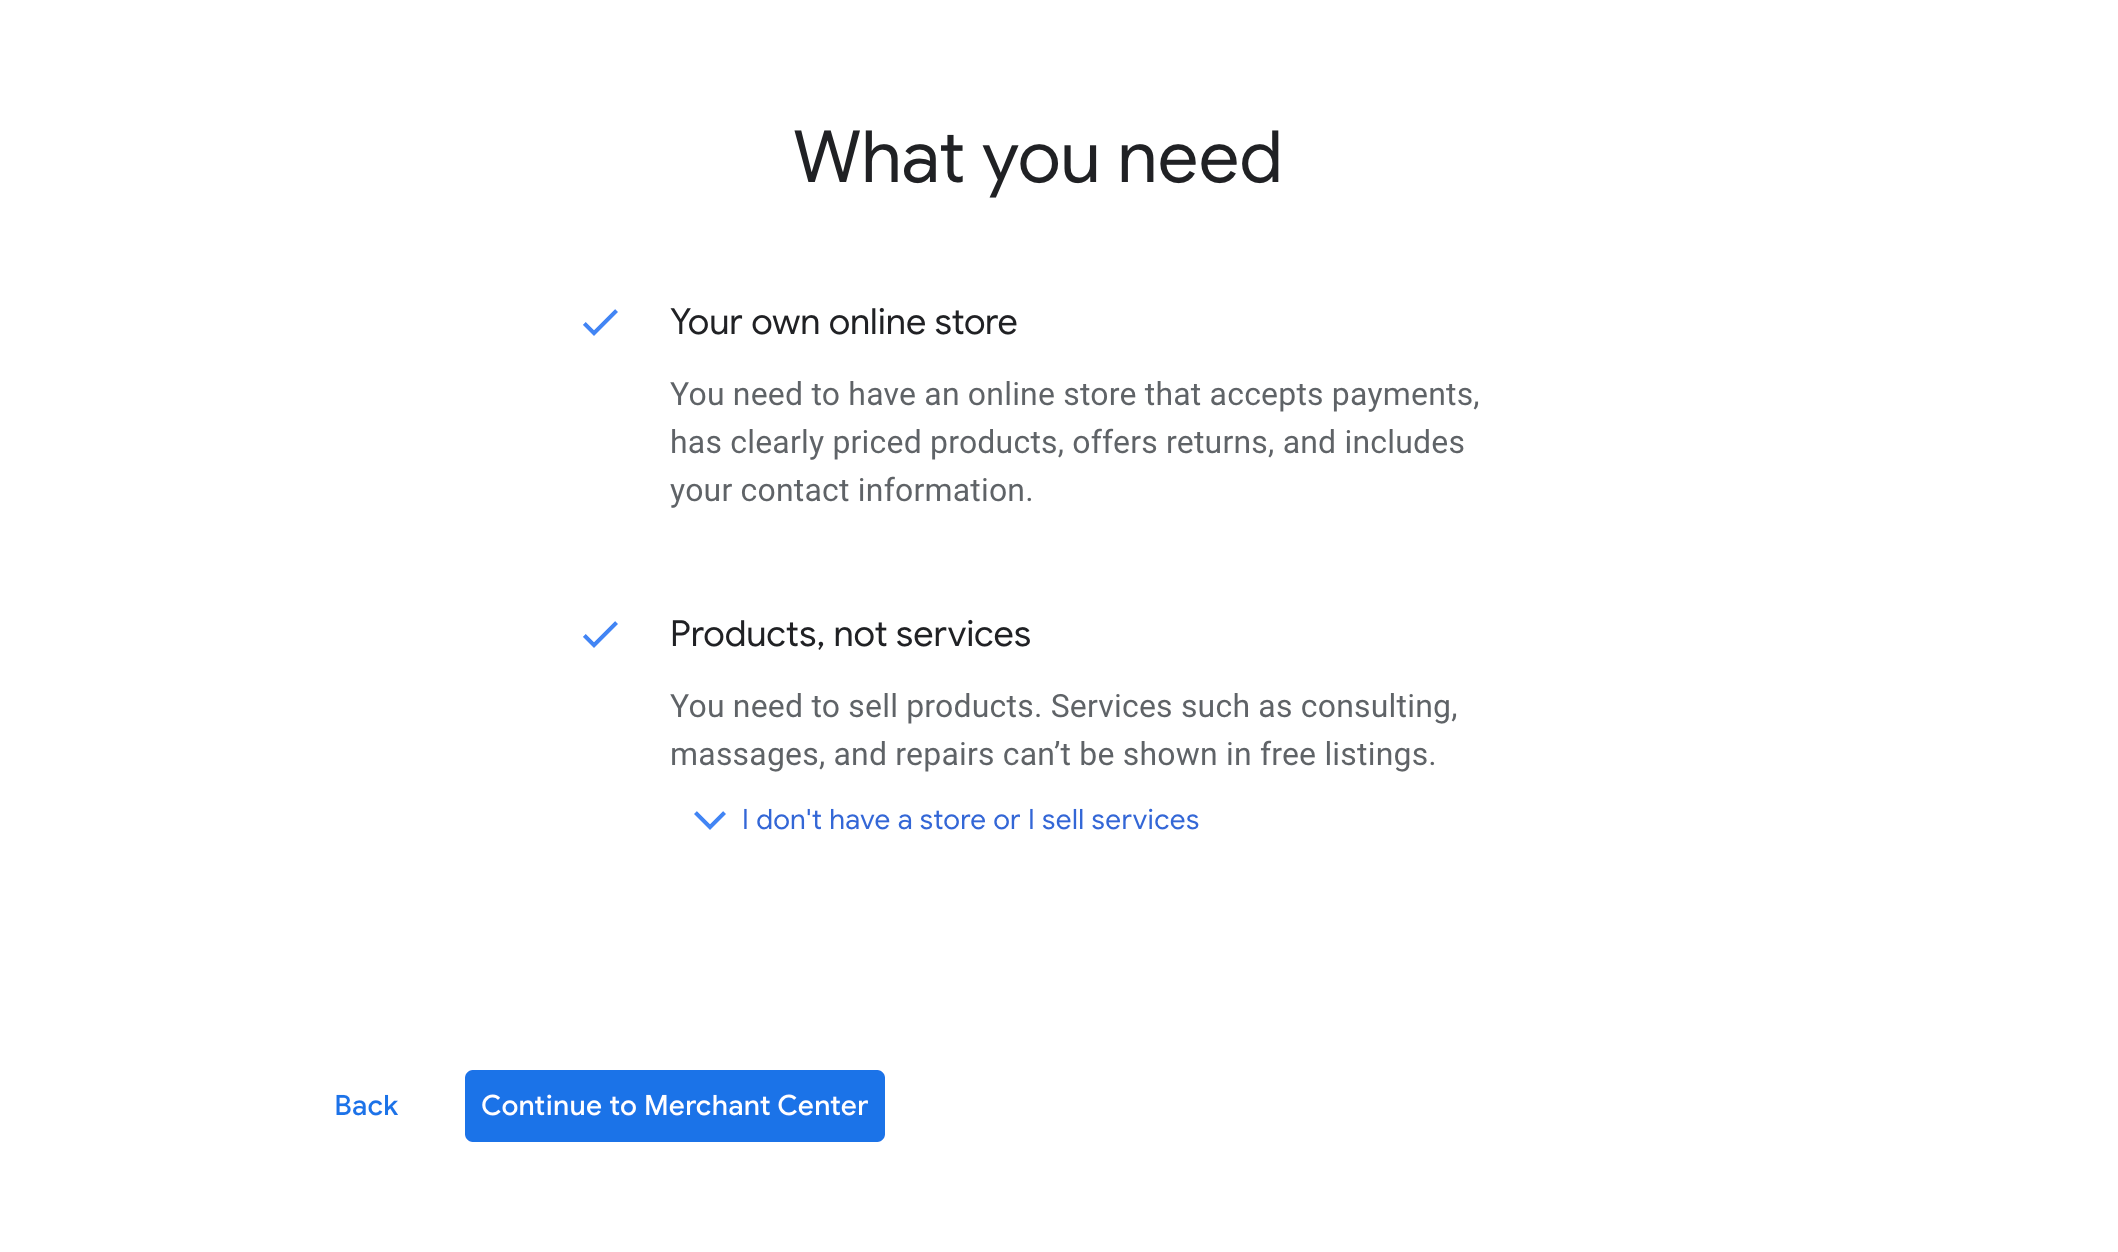 What you need
Your own online store
You need to have an online store that accepts payments,
has clearly priced products, offers returns, and includes
your contact information.
Products, not services
You need to sell products. Services such as consulting,
massages, and repairs can’t be shown in free listings.
I don't have a store or I sell services
Back
Continue to Merchant Center